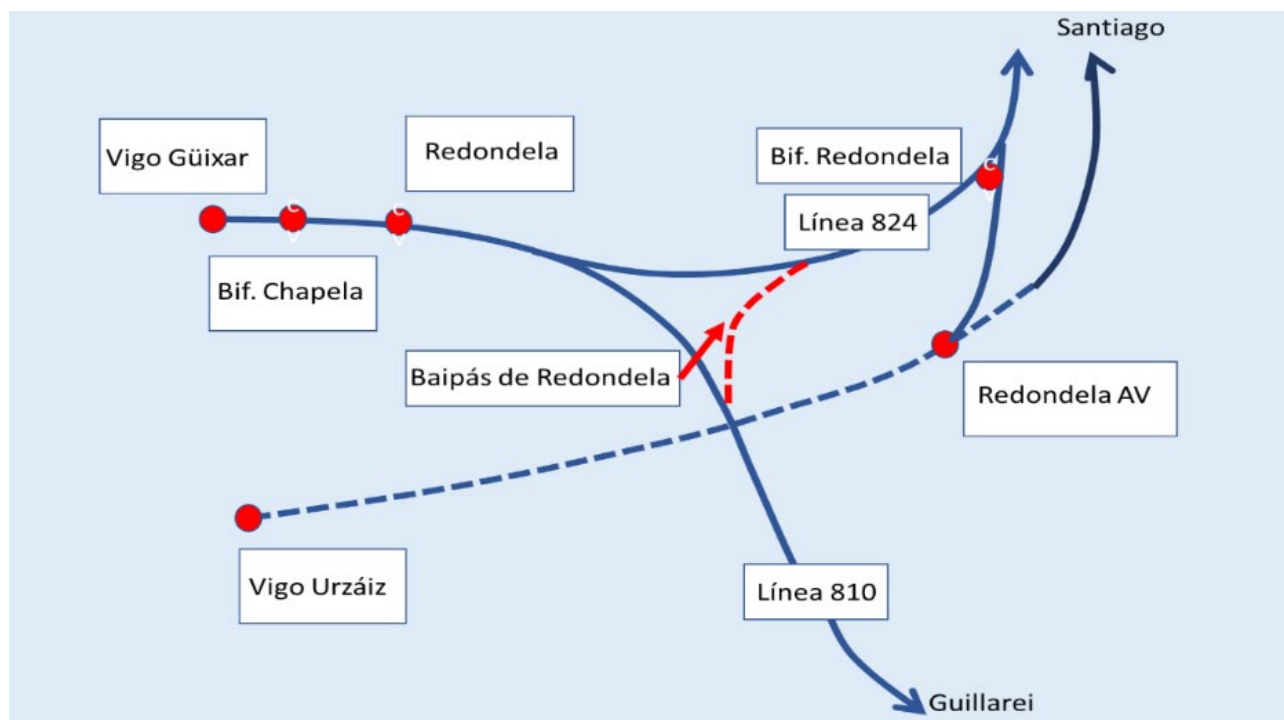 Santiago
Vigo Güixar
Redondela
Bif. Redondela
C
Línea 824
C
V
C
V
Bif. Chapela
Baipás de Redondela
Redondela AV
Vigo Urzáiz
Línea 810
Guillarei